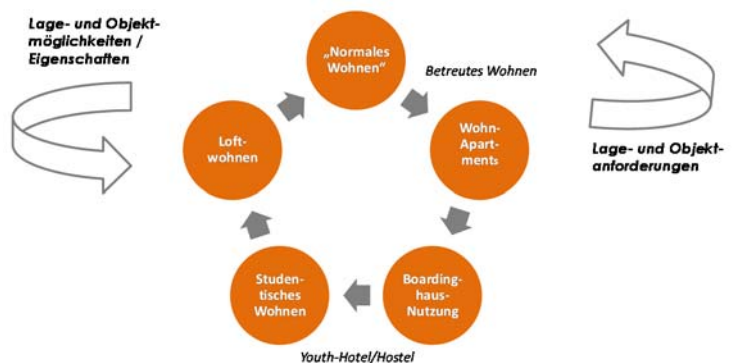 Lage- und Objekt-
möglichkeiten /
Eigenschaften
„Normales
Wohnen“
Betreutes Wohnen
Wohn-
Apart-
ments
Lage- und Objekt-
anforderungen
Boarding-
haus-
Nutzung
Youth-Hotel/Hostel
Studen-
tisches
Wohnen
Loft-
wohnen